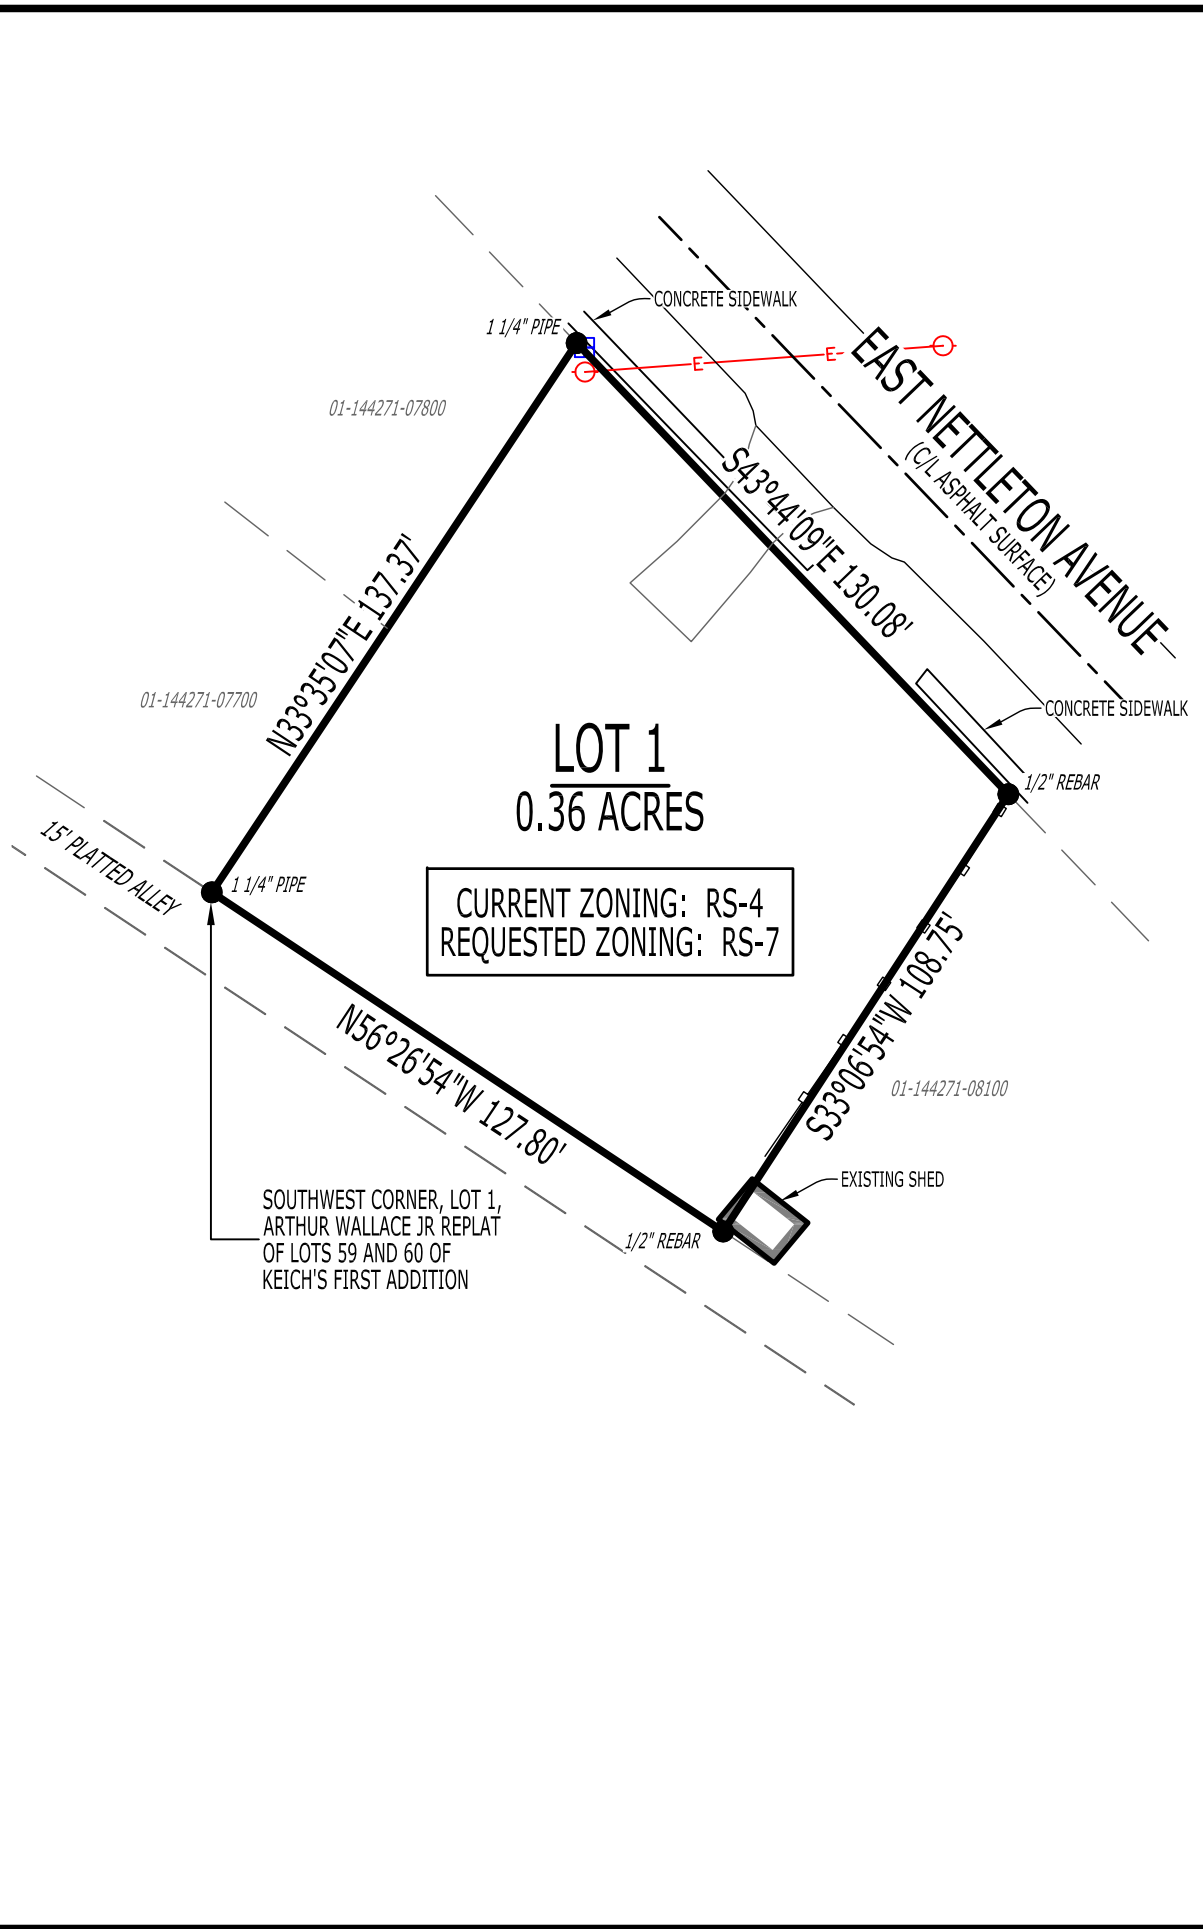 CONCRETE SIDEWALK
1 1/4" PIPE
E
E
EAST NETTLETON AVENUE
(C/L ASPHALT SURFACE)
01-144271-07800
S43°44'09"E 130.08'
N33°35'07"E 137.37'
01-144271-07700
CONCRETE SIDEWALK
LOT 1
0.36 ACRES
1/2" REBAR
15' PLATTED ALLEY
1 1/4" PIPE
CURRENT ZONING: RS-4
REQUESTED ZONING: RS-7
S33°06'54"W 108.75'
N56°26'54"W 127.80'
01-144271-08100
EXISTING SHED
SOUTHWEST CORNER, LOT 1,
ARTHUR WALLACE JR REPLAT
OF LOTS 59 AND 60 OF
KEICH'S FIRST ADDITION
1/2" REBAR